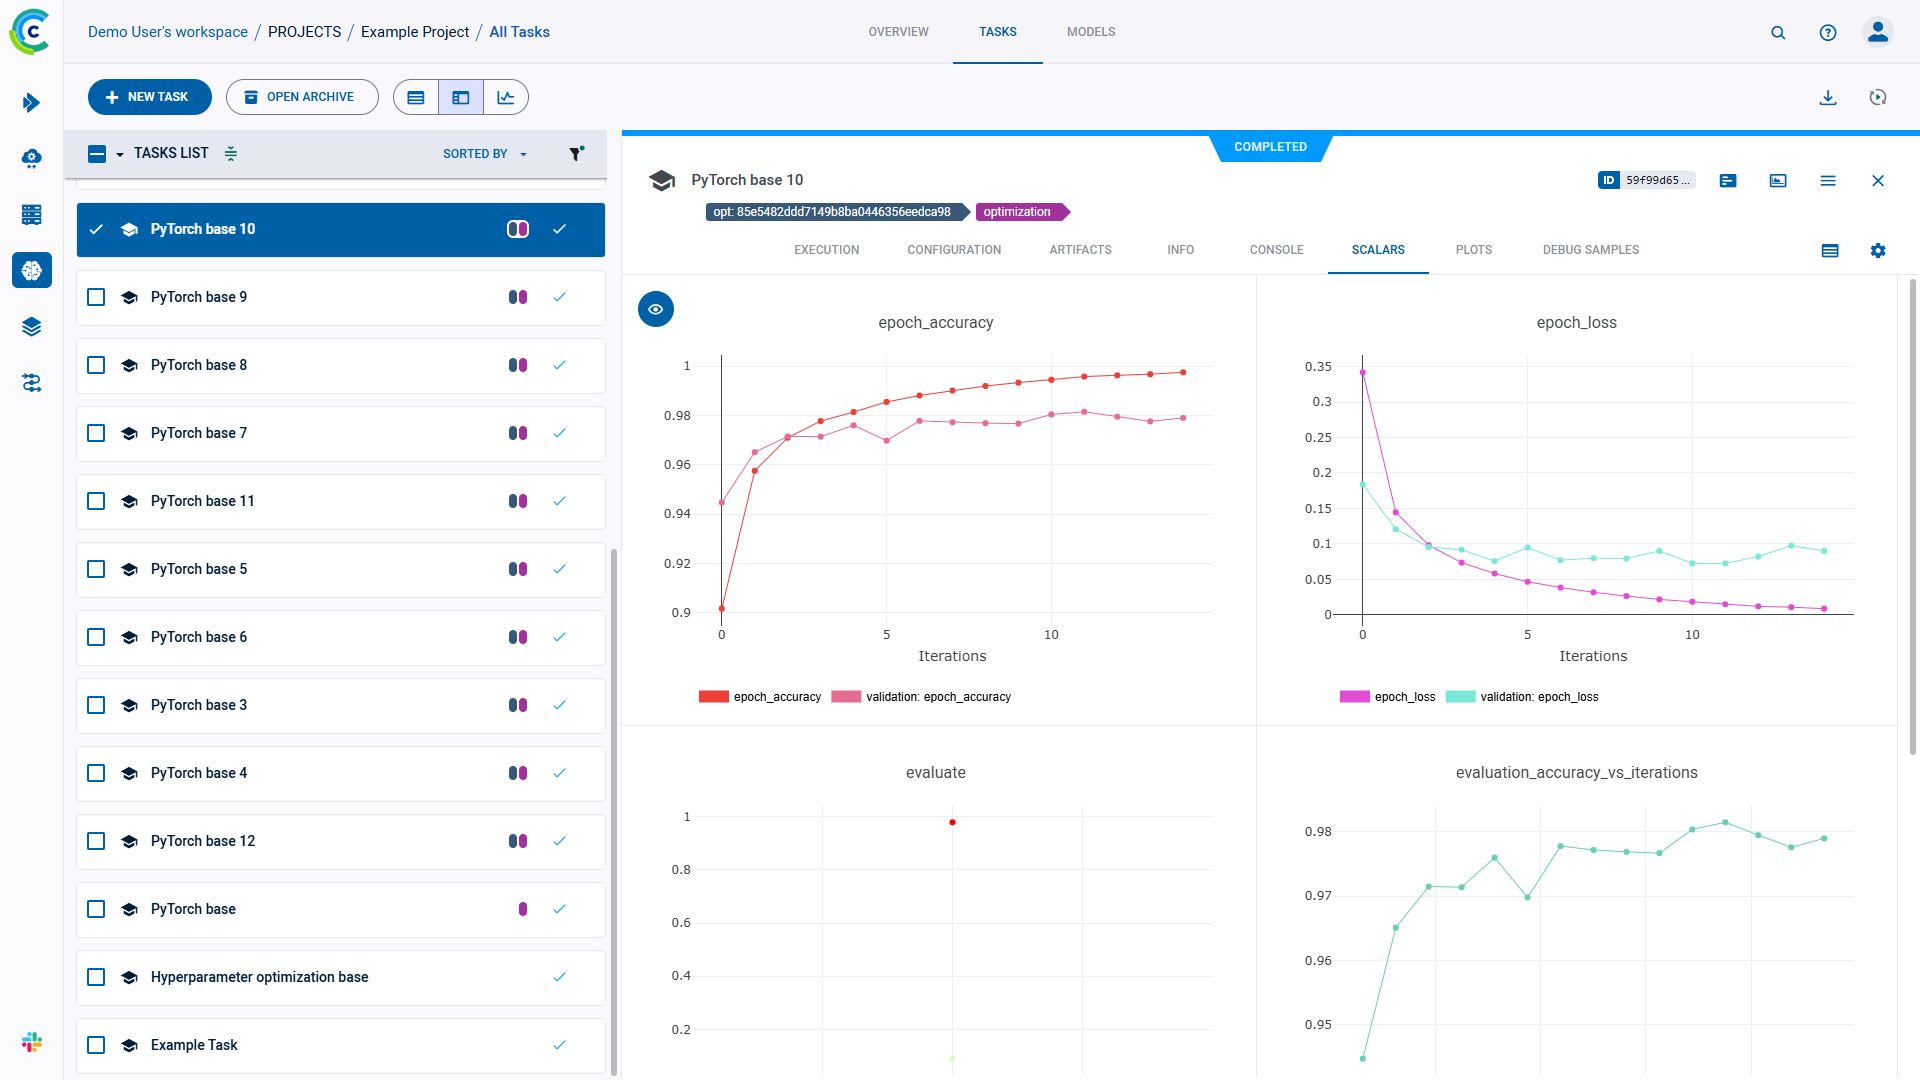 Demo User's workspace / PROJECTS / Example Project / All Tasks
OVERVIEW TASKS MODELS
NEW TASK OPEN ARCHIVE
TASKS LIST SORTED BY
PyTorch base 10
PyTorch base 9
PyTorch base 8
PyTorch base 7
PyTorch base 11
PyTorch base 5
PyTorch base 6
PyTorch base 3
PyTorch base 4
PyTorch base 12
PyTorch base
Hyperparameter optimization base
Example Task
COMPLETED
PyTorch base 10
ID 59f99d65 ...
opt: 85e5482ddd7149b8ba0446356eedca98 optimization
EXECUTION CONFIGURATION ARTIFACTS INFO CONSOLE SCALARS PLOTS DEBUG SAMPLES
epoch_accuracy
1
0.98
0.96
0.94
0.92
0.9
0 5 10
Iterations
epoch_accuracy validation: epoch_accuracy
epoch_loss
0.35
0.3
0.25
0.2
0.15
0.1
0.05
0
0 5 10
Iterations
epoch_loss validation: epoch_loss
evaluate
1
0.8
0.6
0.4
0.2
evaluation_accuracy_vs_iterations
0.98
0.97
0.96
0.95